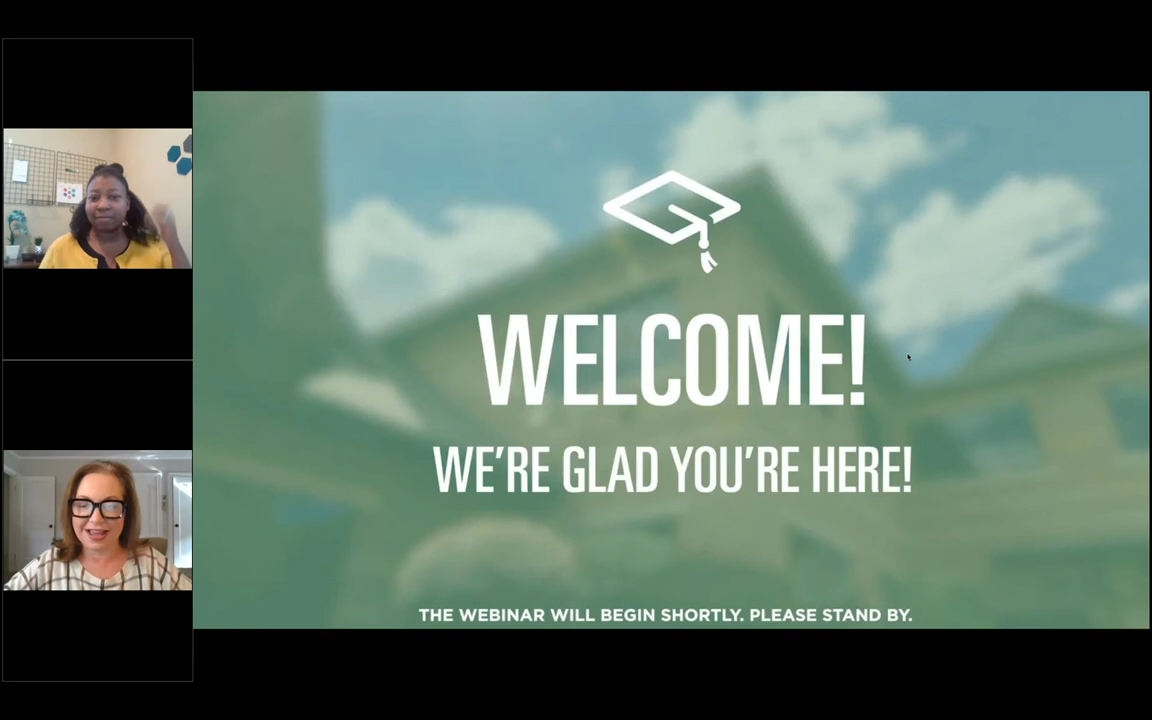 WELCOME!
WE'RE GLAD YOU'RE HERE!
THE WEBINAR WILL BEGIN SHORTLY. PLEASE STAND BY.